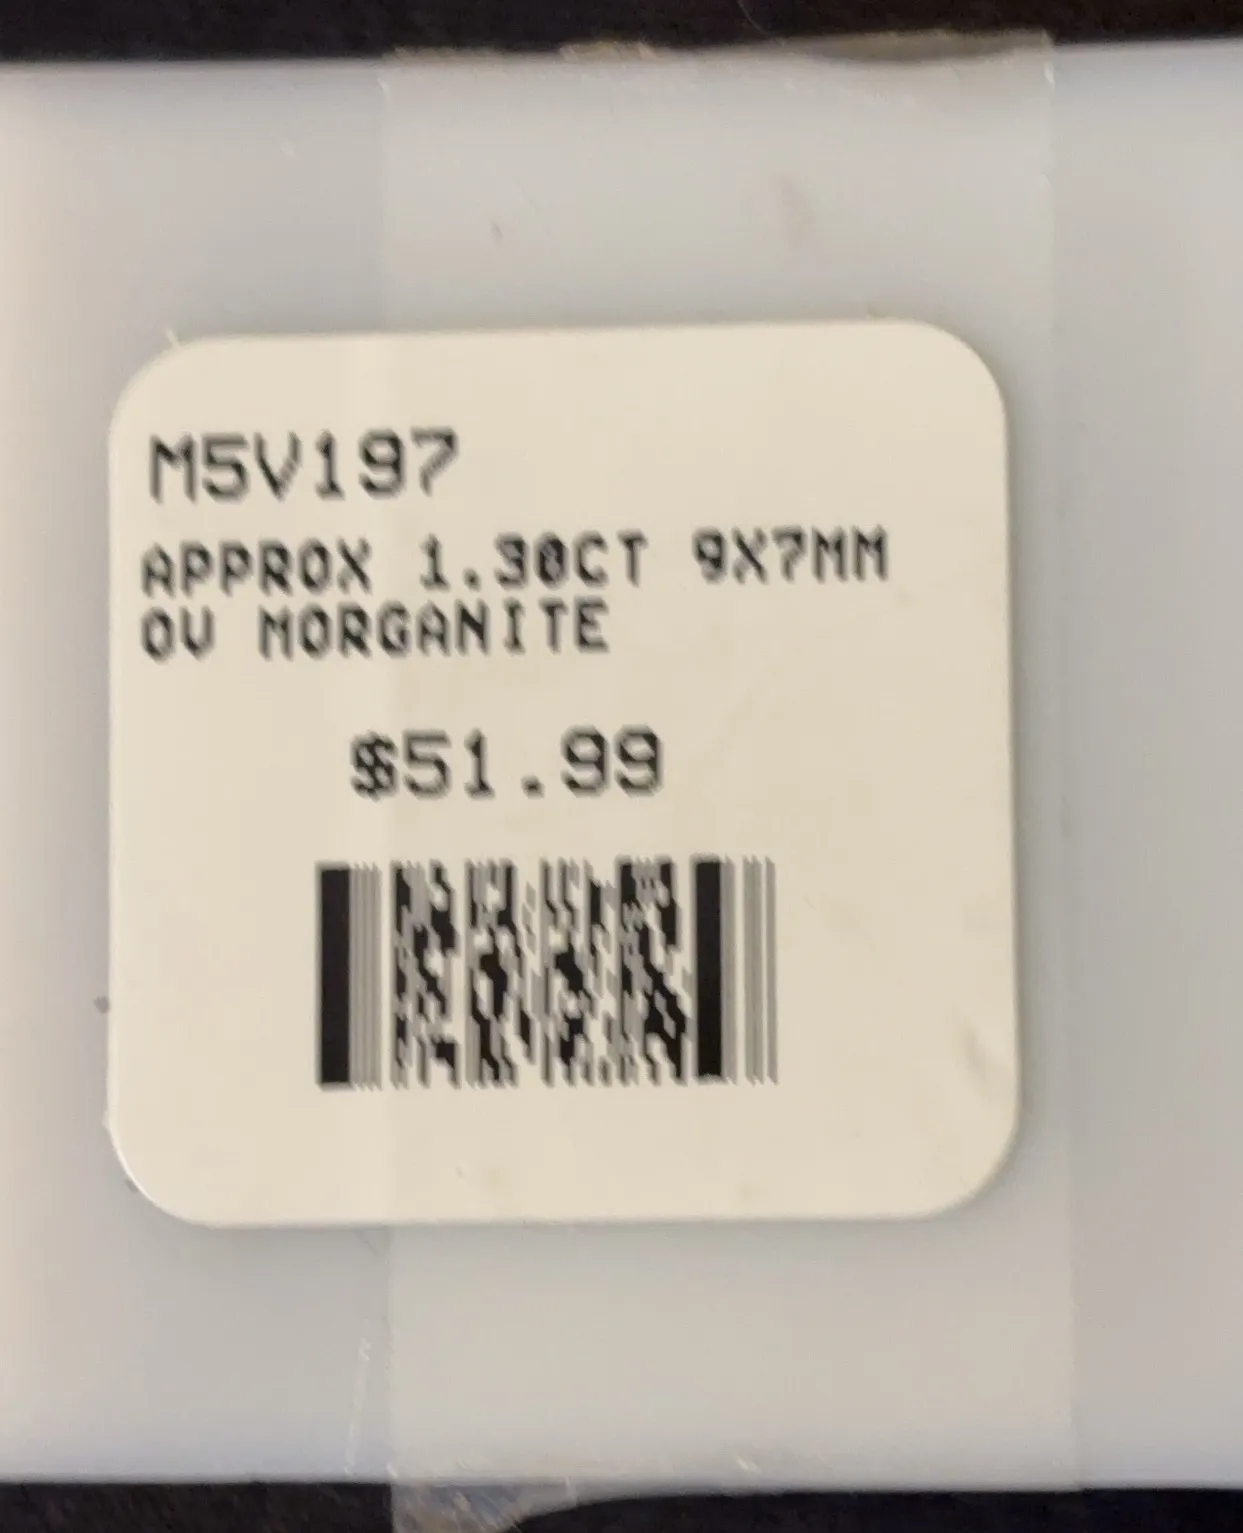 M5V197
APPROX 1.30CT 9X7MM
OV MORGANITE
$51.99